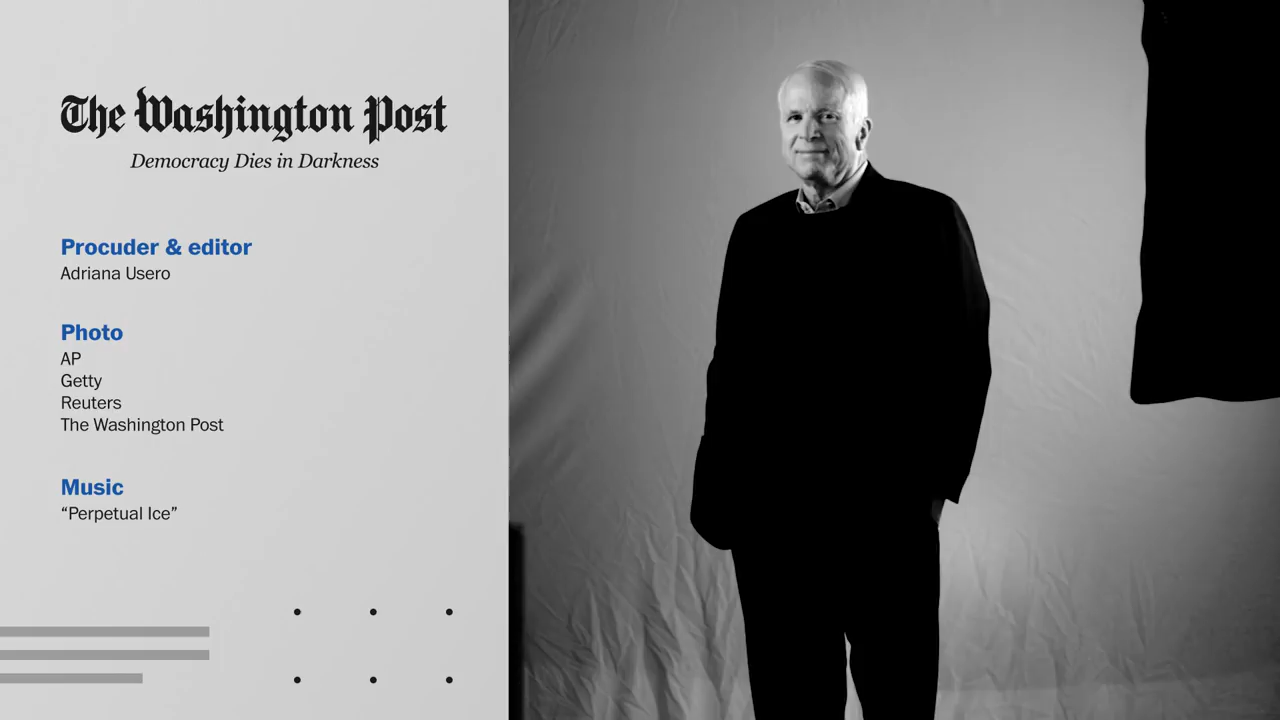 The Washington Post
Democracy Dies in Darkness
Procuder & editor
Adriana Usero
Photo
AP
Getty
Reuters
The Washington Post
Music
“Perpetual Ice”